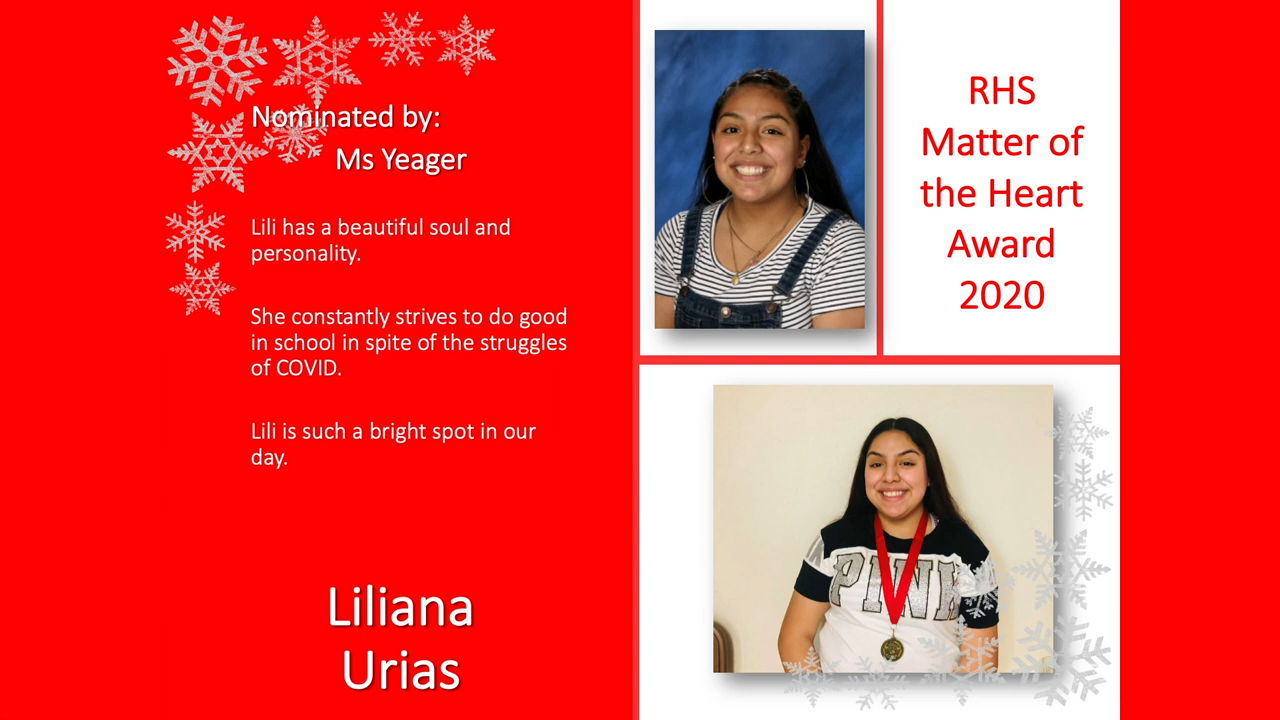 Nominated by:
Ms Yeager
Lili has a beautiful soul and
personality.
She constantly strives to do good
in school in spite of the struggles
of COVID.
Lili is such a bright spot in our
day.
Liliana
Urias
RHS
Matter of
the Heart
Award
2020
PINK